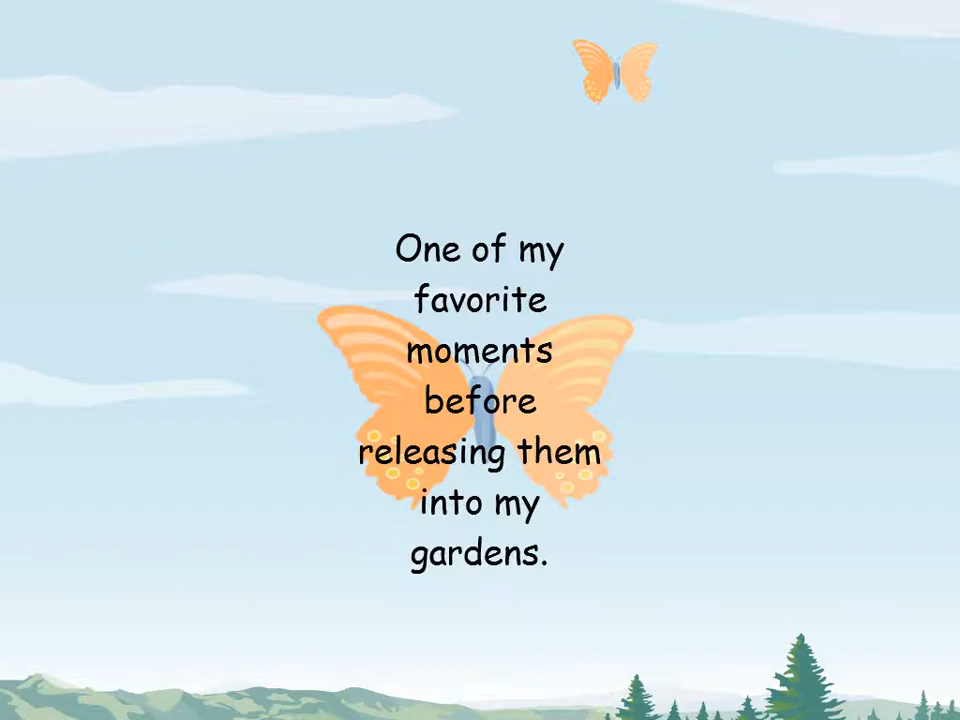 One of my
favorite
moments
before
releasing them
into my
gardens.